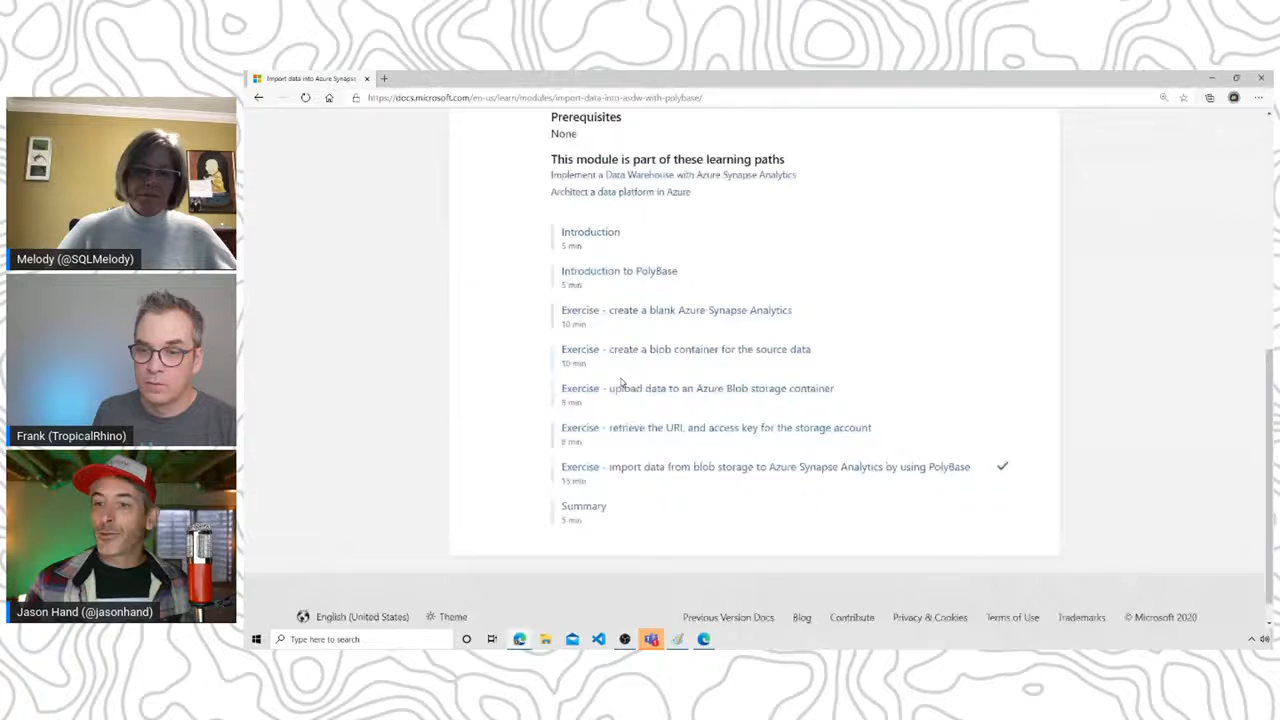 Import data into Azure Synapse
https://docs.microsoft.com/en-us/learn/modules/import-data-into-asdw-with-polybase/
Prerequisites
None
This module is part of these learning paths
Implement a Data Warehouse with Azure Synapse Analytics
Architect a data platform in Azure
Introduction
5 min
Introduction to PolyBase
5 min
Exercise - create a blank Azure Synapse Analytics
10 min
Exercise - create a blob container for the source data
10 min
Exercise - upload data to an Azure Blob storage container
8 min
Exercise - retrieve the URL and access key for the storage account
8 min
Exercise - import data from blob storage to Azure Synapse Analytics by using PolyBase
15 min
Summary
5 min
English (United States)
Theme
Previous Version Docs
Blog
Contribute
Privacy & Cookies
Terms of Use
Trademarks
© Microsoft 2020
Type here to search
Melody (@SQLMelody)
Frank (TropicalRhino)
Jason Hand (@jasonhand)